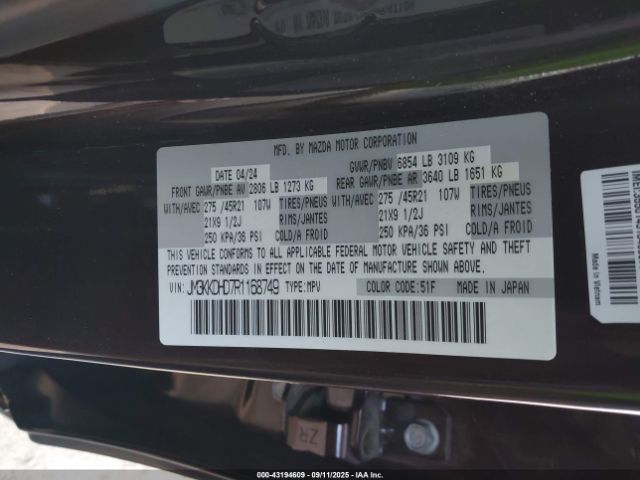 MFD. BY MAZDA MOTOR CORPORATION
DATE 04/24
GVWR/PNBV 6854 LB 3109 KG
FRONT GAWR/PNBE AV 2806 LB 1273 KG
REAR GAWR/PNBE AR 3640 LB 1651 KG
WITH/AVEC 275 /45R21 107W TIRES/PNEUS
21X9 1/2J RIMS/JANTES
250 KPA/36 PSI COLD/A FROID
WITH/AVEC 275 /45R21 107W TIRES/PNEUS
21X9 1/2J RIMS/JANTES
250 KPA/36 PSI COLD/A FROID
THIS VEHICLE CONFORMS TO ALL APPLICABLE FEDERAL MOTOR VEHICLE SAFETY AND THEFT
PREVENTION STANDARDS IN EFFECT ON THE DATE OF MANUFACTURE SHOWN ABOVE.
VIN: JM3KKDHD7R1168749 TYPE:MPV
COLOR CODE:51F MADE IN JAPAN
Made in Vietnam
ZR
000-43194609 - 09/11/2025 - IAAI.com